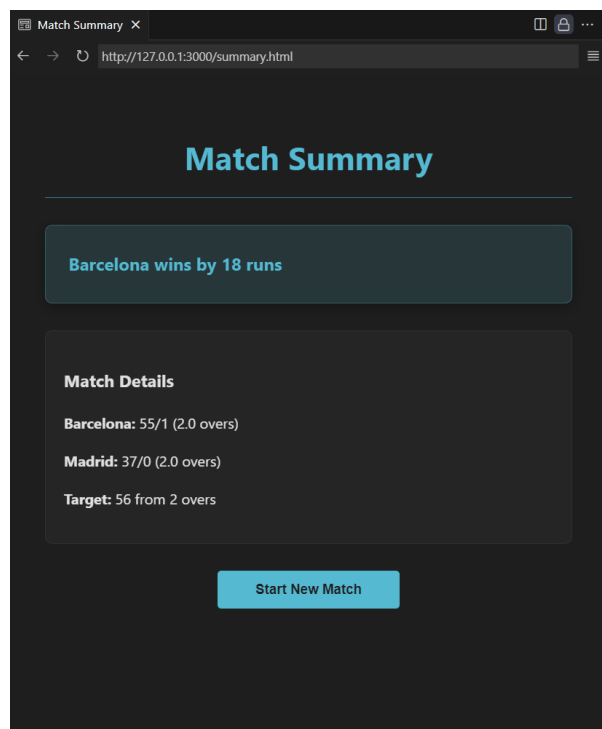 Match Summary
http://127.0.0.1:3000/summary.html
Match Summary
Barcelona wins by 18 runs
Match Details
Barcelona: 55/1 (2.0 overs)
Madrid: 37/0 (2.0 overs)
Target: 56 from 2 overs
Start New Match